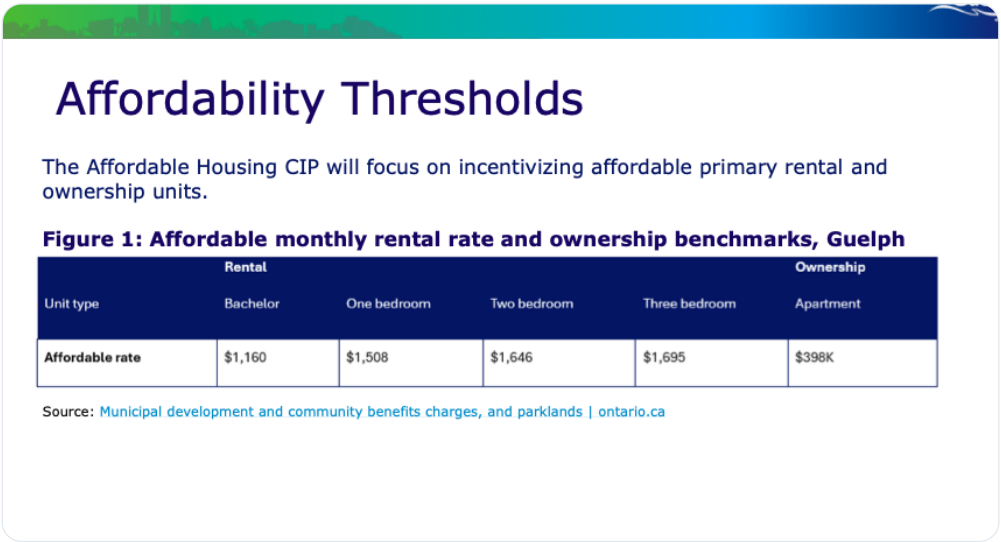 Affordability Thresholds
The Affordable Housing CIP will focus on incentivizing affordable primary rental and
ownership units.
Figure 1: Affordable monthly rental rate and ownership benchmarks, Guelph
Rental Ownership
Unit type Bachelor One bedroom Two bedroom Three bedroom Apartment
Affordable rate $1,160 $1,508 $1,646 $1,695 $398K
Source: Municipal development and community benefits charges, and parklands | ontario.ca